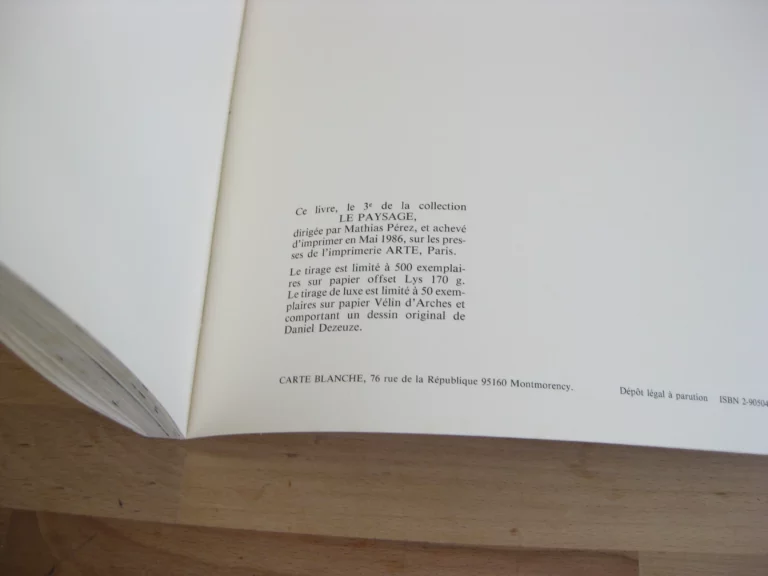 Ce livre, le 3e de la collection
LE PAYSAGE,
dirigée par Mathias Pérez, et achevé
d'imprimer en Mai 1986, sur les pres-
ses de l'imprimerie ARTE, Paris.
Le tirage est limité à 500 exemplai-
res sur papier offset Lys 170 g.
Le tirage de luxe est limité à 50 exem-
plaires sur papier Vélin d'Arches et
comportant un dessin original de
Daniel Dezeuze.
CARTE BLANCHE, 76 rue de la République 95160 Montmorency.
Dépôt légal à parution ISBN 2-90504